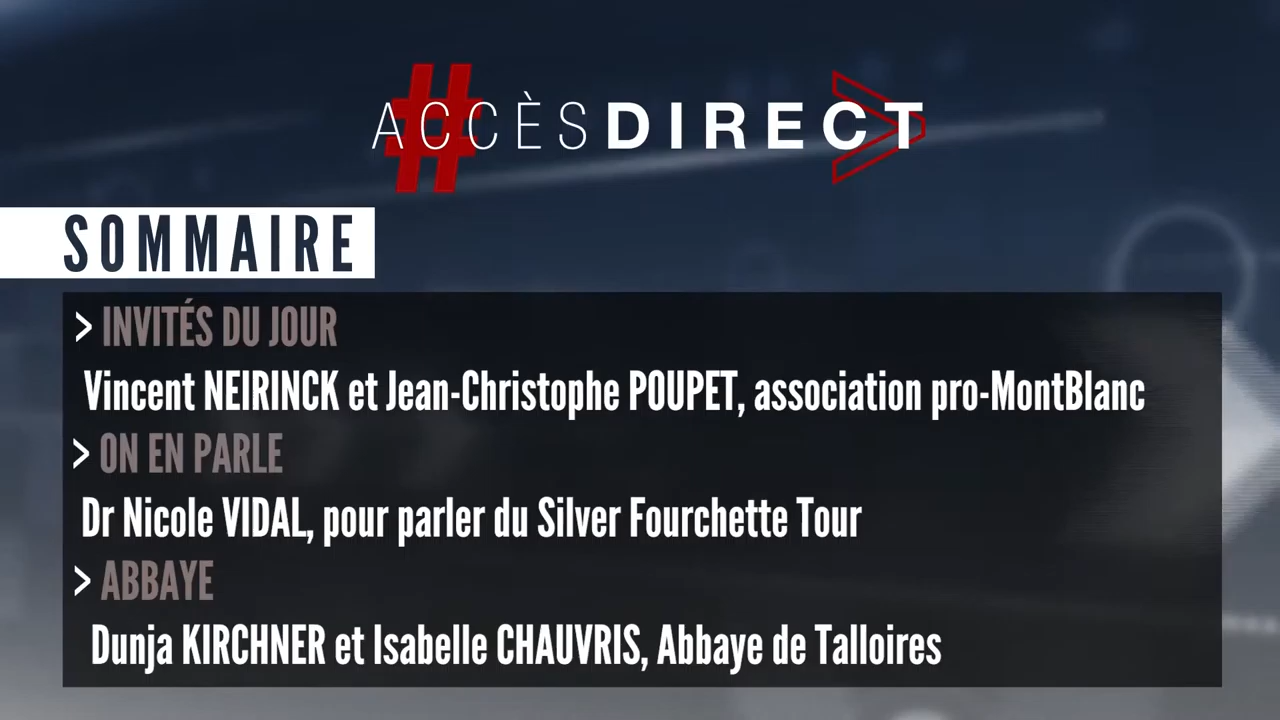 #ACCÈSDIRECT
SOMMAIRE
> INVITÉS DU JOUR
Vincent NEIRINCK et Jean-Christophe POUPET, association pro-MontBlanc
> ON EN PARLE
Dr Nicole VIDAL, pour parler du Silver Fourchette Tour
> ABBAYE
Dunja KIRCHNER et Isabelle CHAUVRIS, Abbaye de Talloires